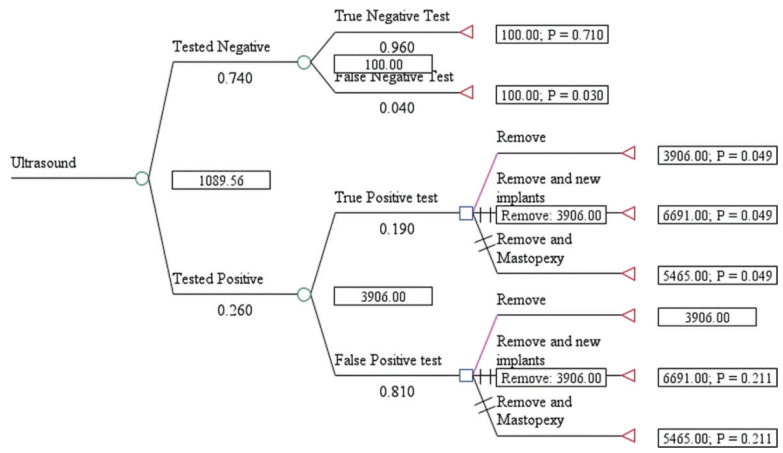 True Negative Test
0.960
100.00; P = 0.710
Tested Negative
0.740
100.00
False Negative Test
0.040
100.00; P = 0.030
Ultrasound
1089.56
Remove
3906.00; P = 0.049
True Positive test
0.190
Remove and new
implants
Remove: 3906.00
6691.00; P = 0.049
Remove and
Mastopexy
5465.00; P = 0.049
Tested Positive
0.260
3906.00
Remove
3906.00
False Positive test
0.810
Remove and new
implants
Remove: 3906.00
6691.00; P = 0.211
Remove and
Mastopexy
5465.00; P = 0.211